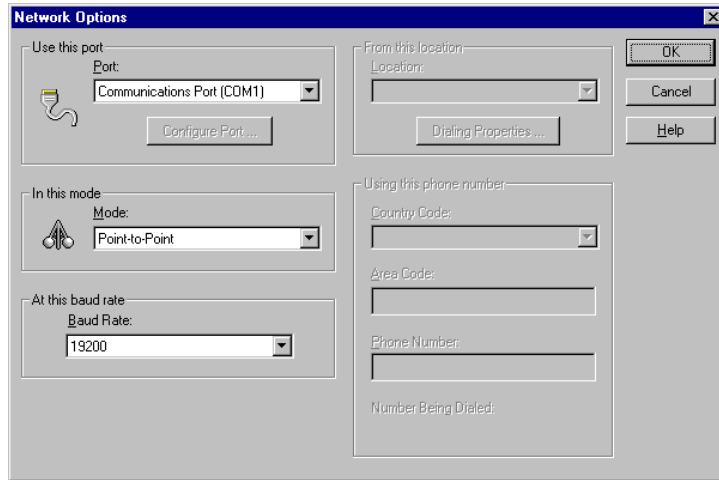 Network Options
Use this port
Port:
Communications Port (COM1)
Configure Port ...
In this mode
Mode:
Point-to-Point
At this baud rate
Baud Rate:
19200
From this location
Location:
Dialing Properties ...
Using this phone number
Country Code:
Area Code:
Phone Number:
Number Being Dialed:
OK
Cancel
Help